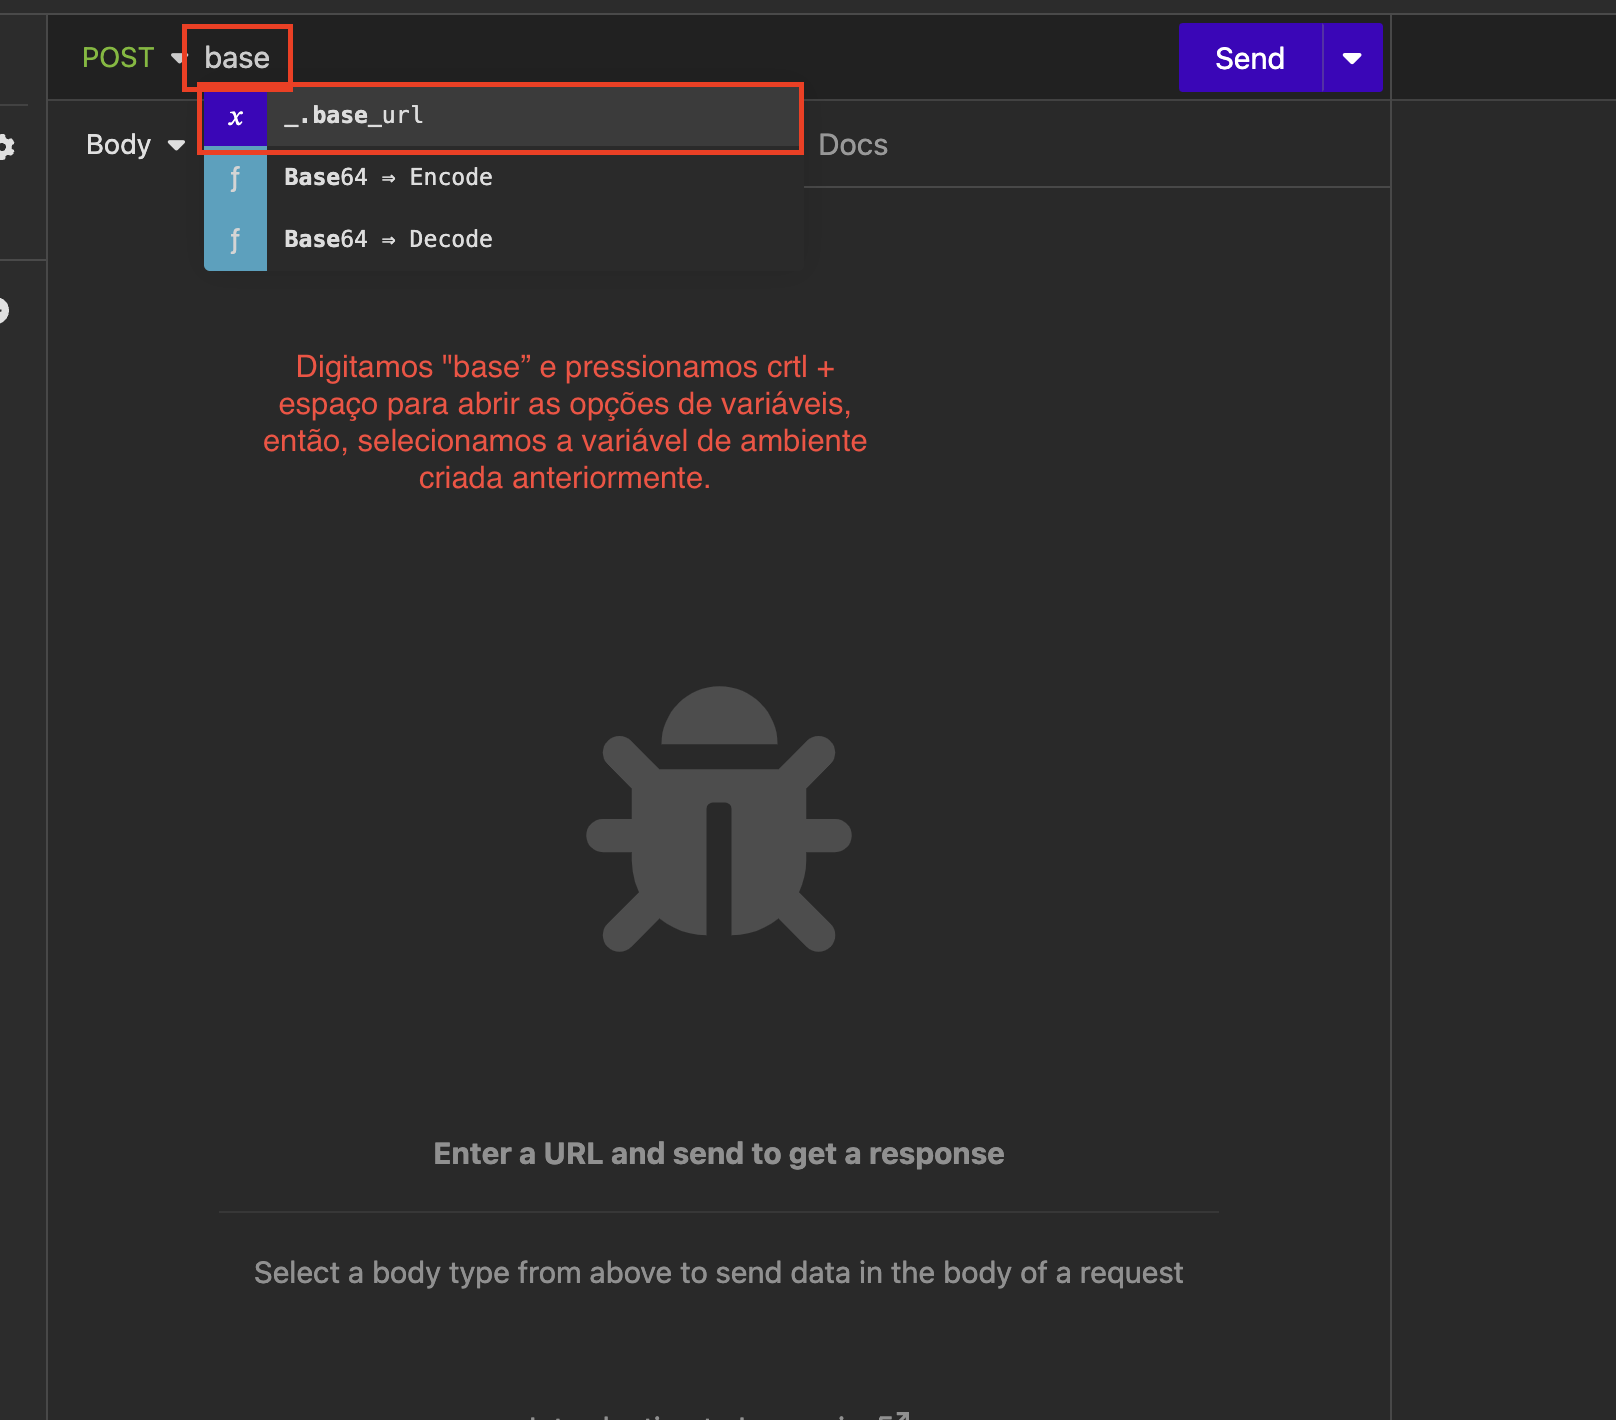 POST base Send
x _.base_url
Body Docs
ƒ Base64 ⇒ Encode
ƒ Base64 ⇒ Decode
Digitamos "base” e pressionamos crtl +
espaço para abrir as opções de variáveis,
então, selecionamos a variável de ambiente
criada anteriormente.
Enter a URL and send to get a response
Select a body type from above to send data in the body of a request